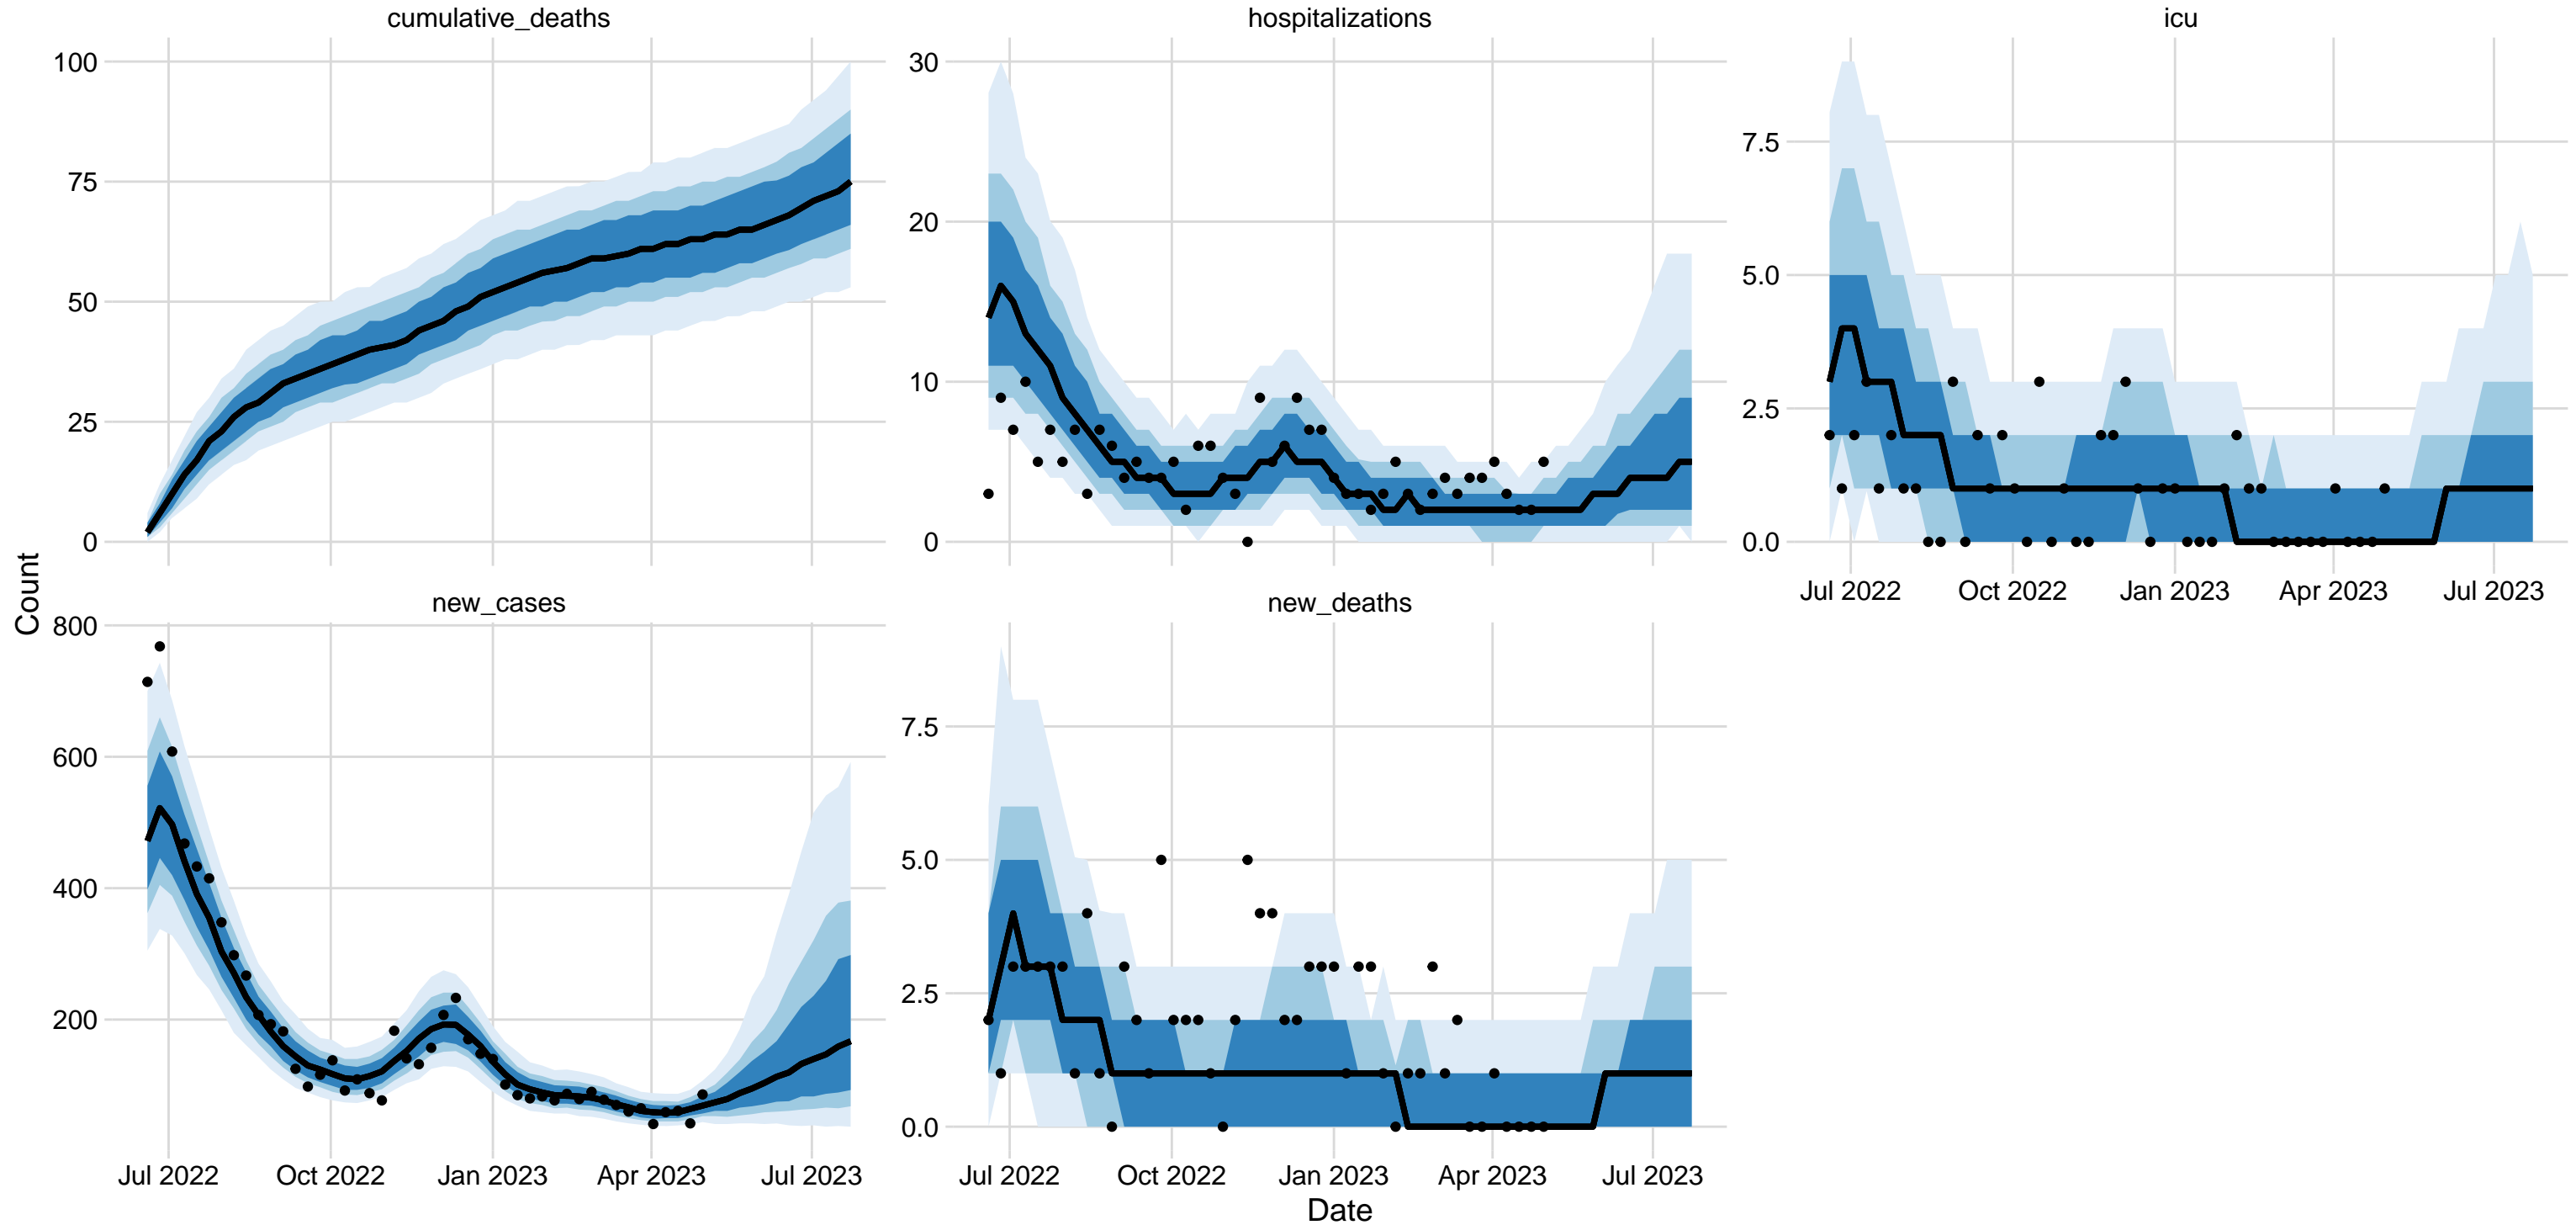 cumulative_deaths
hospitalizations
icu
100
75
50
25
0
30
20
10
0
7.5
5.0
2.5
0.0
Jul 2022
Oct 2022
Jan 2023
Apr 2023
Jul 2023
Count
new_cases
new_deaths
800
600
400
200
7.5
5.0
2.5
0.0
Jul 2022
Oct 2022
Jan 2023
Apr 2023
Jul 2023
Jul 2022
Oct 2022
Jan 2023
Apr 2023
Jul 2023
Date